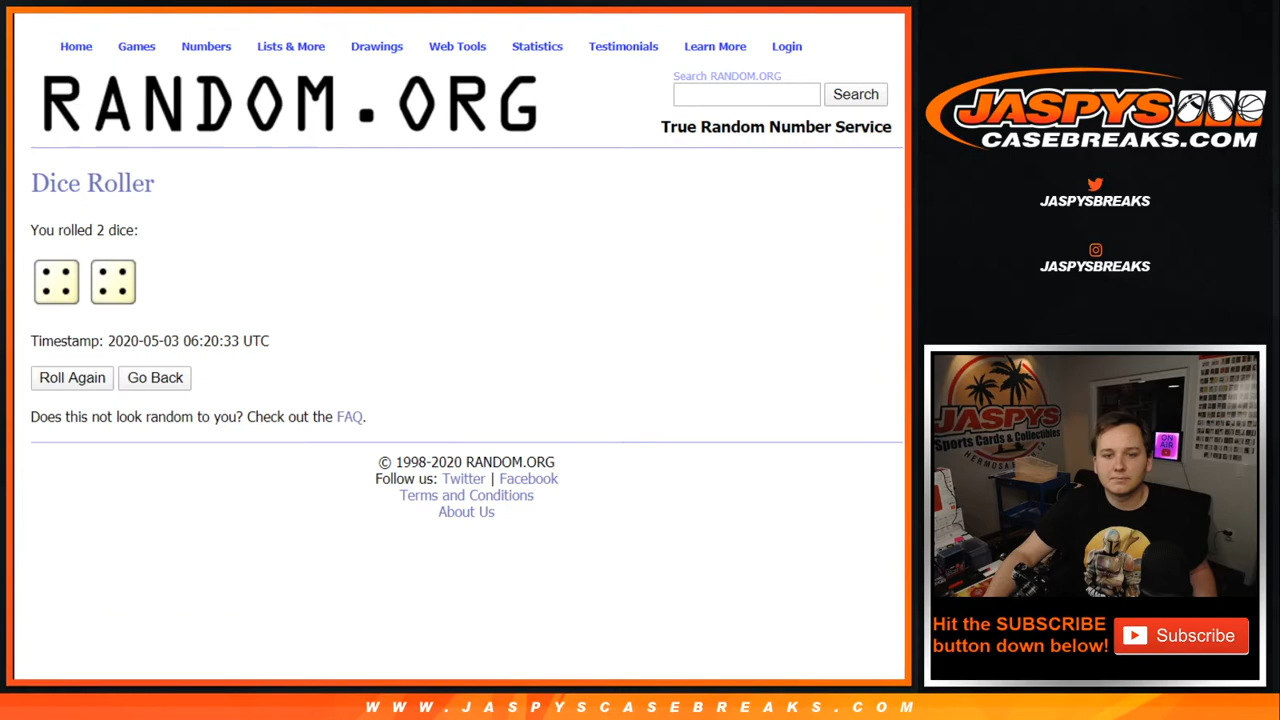 Home Games Numbers Lists & More Drawings Web Tools Statistics Testimonials Learn More Login
RANDOM.ORG
Search RANDOM.ORG
Search
True Random Number Service
Dice Roller
You rolled 2 dice:
Timestamp: 2020-05-03 06:20:33 UTC
Roll Again Go Back
Does this not look random to you? Check out the FAQ.
© 1998-2020 RANDOM.ORG
Follow us: Twitter | Facebook
Terms and Conditions
About Us
JASPYS
CASEBREAKS.COM
JASPYSBREAKS
JASPYSBREAKS
JASPYS
Sports Cards & Collectibles
ON
AIR
Hit the SUBSCRIBE
button down below!
Subscribe
WWW.JASPYSCASEBREAKS.COM